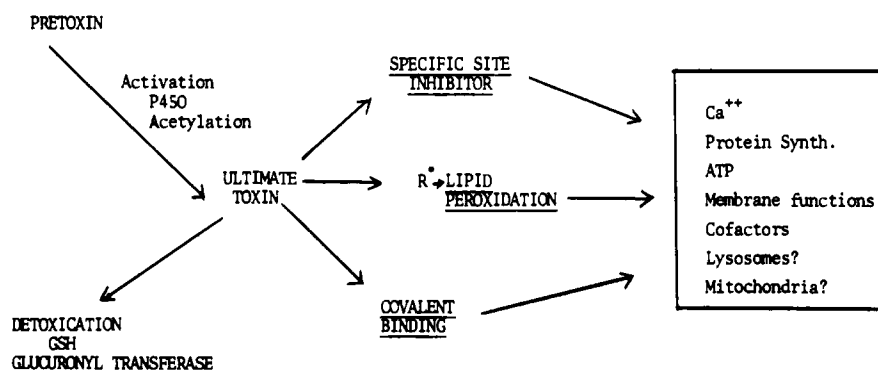 PRETOXIN
Activation
P450
Acetylation
ULTIMATE
TOXIN
DETOXICATION
GSH
GLUCURONYL TRANSFERASE
SPECIFIC SITE
INHIBITOR
R• → LIPID
PEROXIDATION
COVALENT
BINDING
Ca++
Protein Synth.
ATP
Membrane functions
Cofactors
Lysosomes?
Mitochondria?